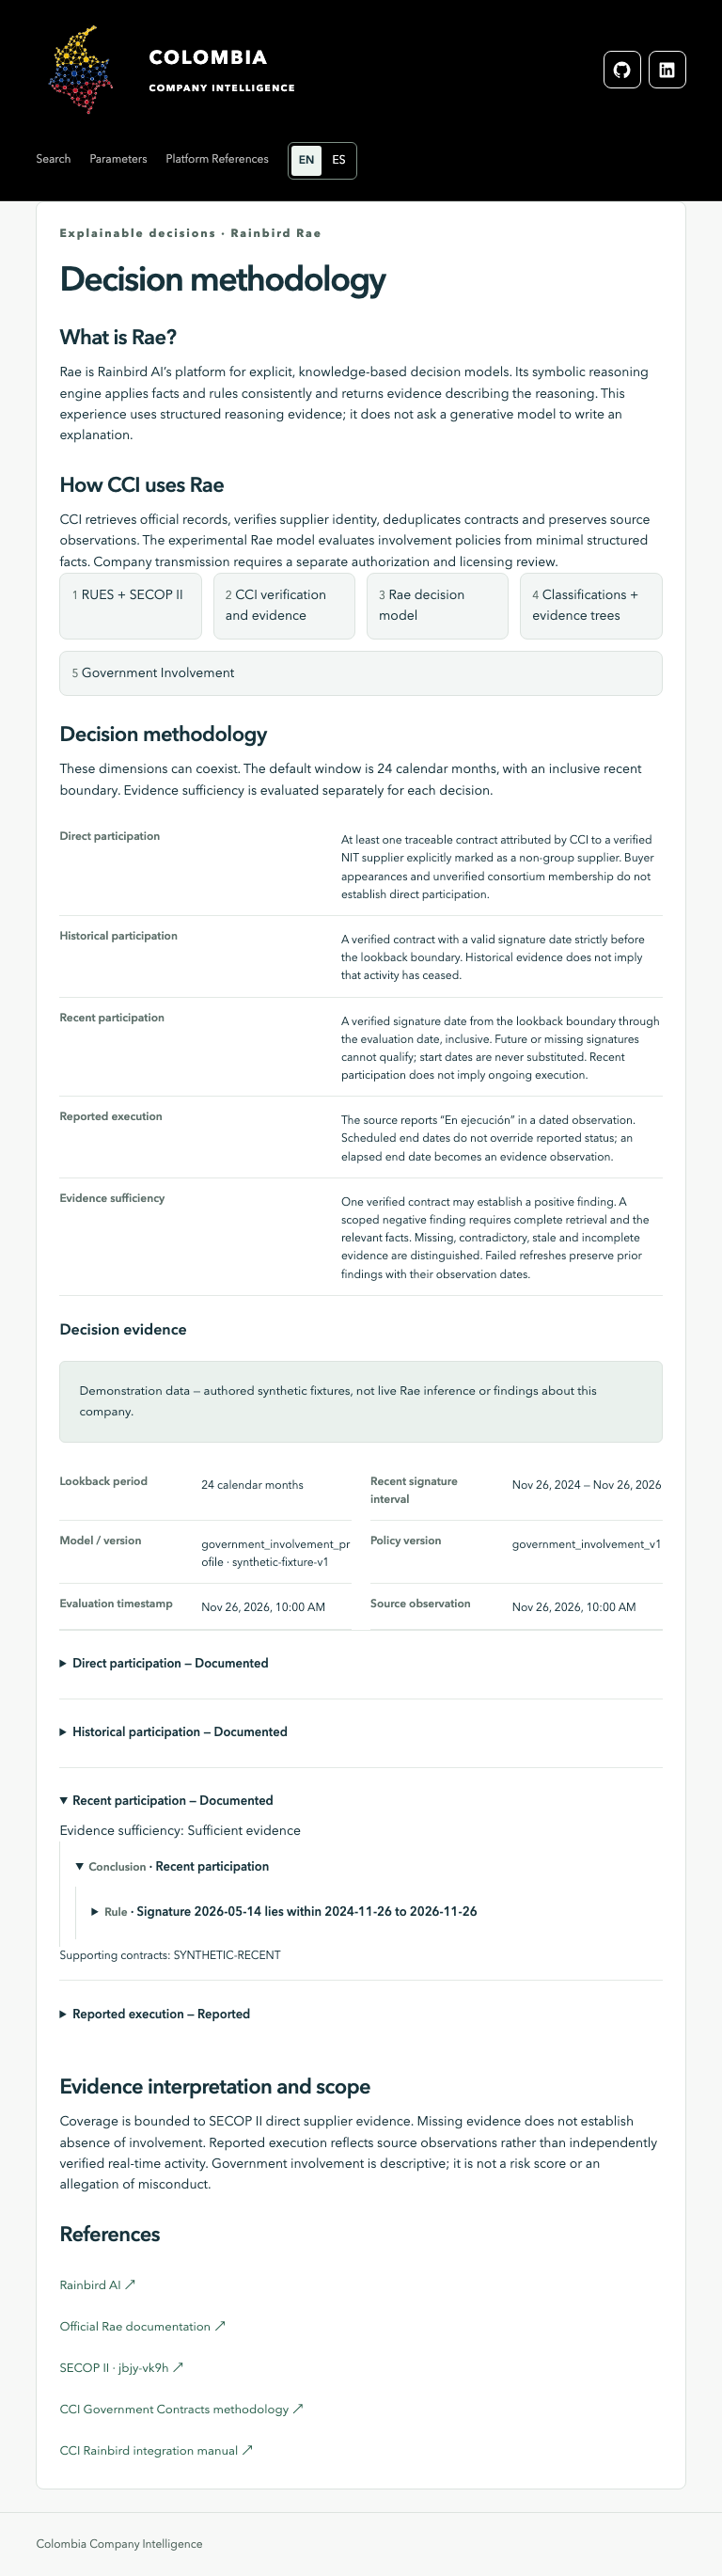 COLOMBIA
COMPANY INTELLIGENCE
Search Parameters Platform References EN ES
Explainable decisions · Rainbird Rae
Decision methodology
What is Rae?
Rae is Rainbird AI's platform for explicit, knowledge-based decision models. Its symbolic reasoning
engine applies facts and rules consistently and returns evidence describing the reasoning. This
experience uses structured reasoning evidence; it does not ask a generative model to write an
explanation.
How CCI uses Rae
CCI retrieves official records, verifies supplier identity, deduplicates contracts and preserves source
observations. The experimental Rae model evaluates involvement policies from minimal structured
facts. Company transmission requires a separate authorization and licensing review.
1 RUES + SECOP II
2 CCI verification
and evidence
3 Rae decision
model
4 Classifications +
evidence trees
5 Government Involvement
Decision methodology
These dimensions can coexist. The default window is 24 calendar months, with an inclusive recent
boundary. Evidence sufficiency is evaluated separately for each decision.
Direct participation
At least one traceable contract attributed by CCI to a verified
NIT supplier explicitly marked as a non-group supplier. Buyer
appearances and unverified consortium membership do not
establish direct participation.
Historical participation
A verified contract with a valid signature date strictly before
the lookback boundary. Historical evidence does not imply
that activity has ceased.
Recent participation
A verified signature date from the lookback boundary through
the evaluation date, inclusive. Future or missing signatures
cannot qualify; start dates are never substituted. Recent
participation does not imply ongoing execution.
Reported execution
The source reports “En ejecución” in a dated observation.
Scheduled end dates do not override reported status; an
elapsed end date becomes an evidence observation.
Evidence sufficiency
One verified contract may establish a positive finding. A
scoped negative finding requires complete retrieval and the
relevant facts. Missing, contradictory, stale and incomplete
evidence are distinguished. Failed refreshes preserve prior
findings with their observation dates.
Decision evidence
Demonstration data — authored synthetic fixtures, not live Rae inference or findings about this
company.
Lookback period
24 calendar months
Recent signature
interval
Nov 26, 2024 — Nov 26, 2026
Model / version
government_involvement_pr
ofile · synthetic-fixture-v1
Policy version
government_involvement_v1
Evaluation timestamp
Nov 26, 2026, 10:00 AM
Source observation
Nov 26, 2026, 10:00 AM
▶ Direct participation — Documented
▶ Historical participation — Documented
▼ Recent participation — Documented
Evidence sufficiency: Sufficient evidence
▼ Conclusion · Recent participation
▶ Rule · Signature 2026-05-14 lies within 2024-11-26 to 2026-11-26
Supporting contracts: SYNTHETIC-RECENT
▶ Reported execution — Reported
Evidence interpretation and scope
Coverage is bounded to SECOP II direct supplier evidence. Missing evidence does not establish
absence of involvement. Reported execution reflects source observations rather than independently
verified real-time activity. Government involvement is descriptive; it is not a risk score or an
allegation of misconduct.
References
Rainbird AI ↗
Official Rae documentation ↗
SECOP II · jbjy-vk9h ↗
CCI Government Contracts methodology ↗
CCI Rainbird integration manual ↗
Colombia Company Intelligence